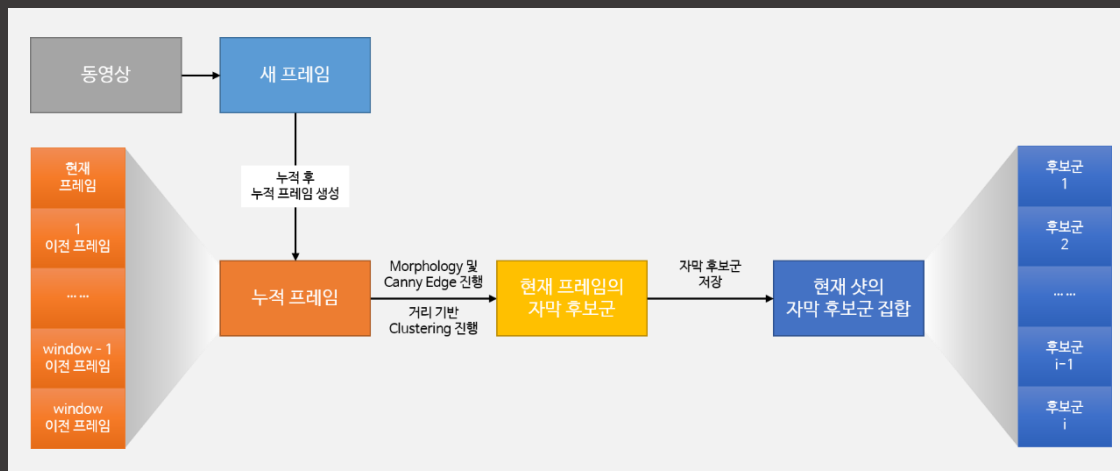 동영상
새 프레임
누적 후
누적 프레임 생성
현재
프레임
1
이전 프레임
... ...
window - 1
이전 프레임
window
이전 프레임
누적 프레임
Morphology 및
Canny Edge 진행
거리 기반
Clustering 진행
현재 프레임의
자막 후보군
자막 후보군
저장
현재 샷의
자막 후보군 집합
후보군
1
후보군
2
... ...
후보군
i-1
후보군
i